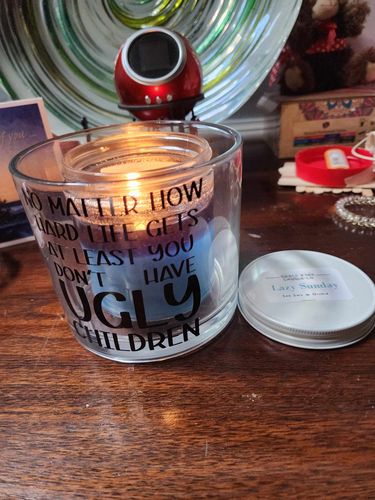 NO MATTER HOW
HARD LIFE GETS
AT LEAST YOU
DON'T HAVE
UGLY
CHILDREN
Lazy Sunday